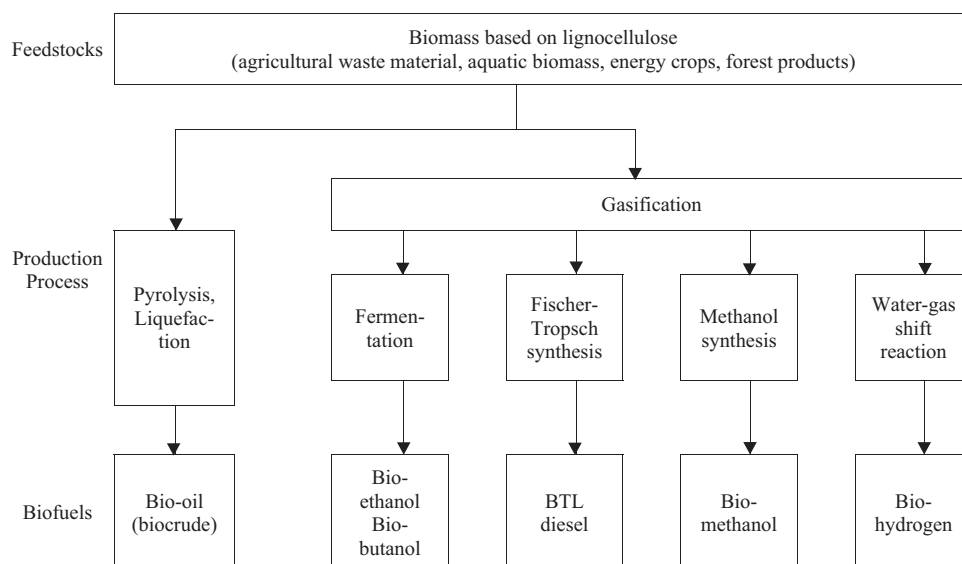 Feedstocks
Biomass based on lignocellulose
(agricultural waste material, aquatic biomass, energy crops, forest products)
Gasification
Production
Process
Pyrolysis,
Liquefac-
tion
Fermen-
tation
Fischer-
Tropsch
synthesis
Methanol
synthesis
Water-gas
shift
reaction
Biofuels
Bio-oil
(biocrude)
Bio-
ethanol
Bio-
butanol
BTL
diesel
Bio-
methanol
Bio-
hydrogen